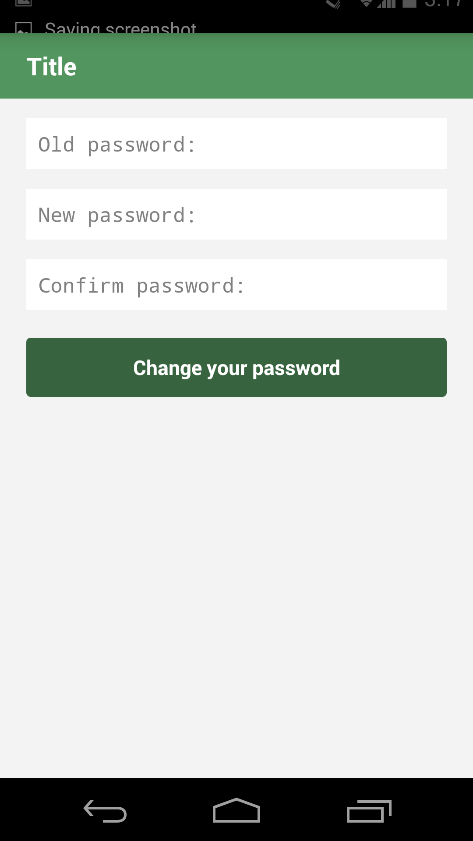 Saving screenshot
Title
Old password:
New password:
Confirm password:
Change your password